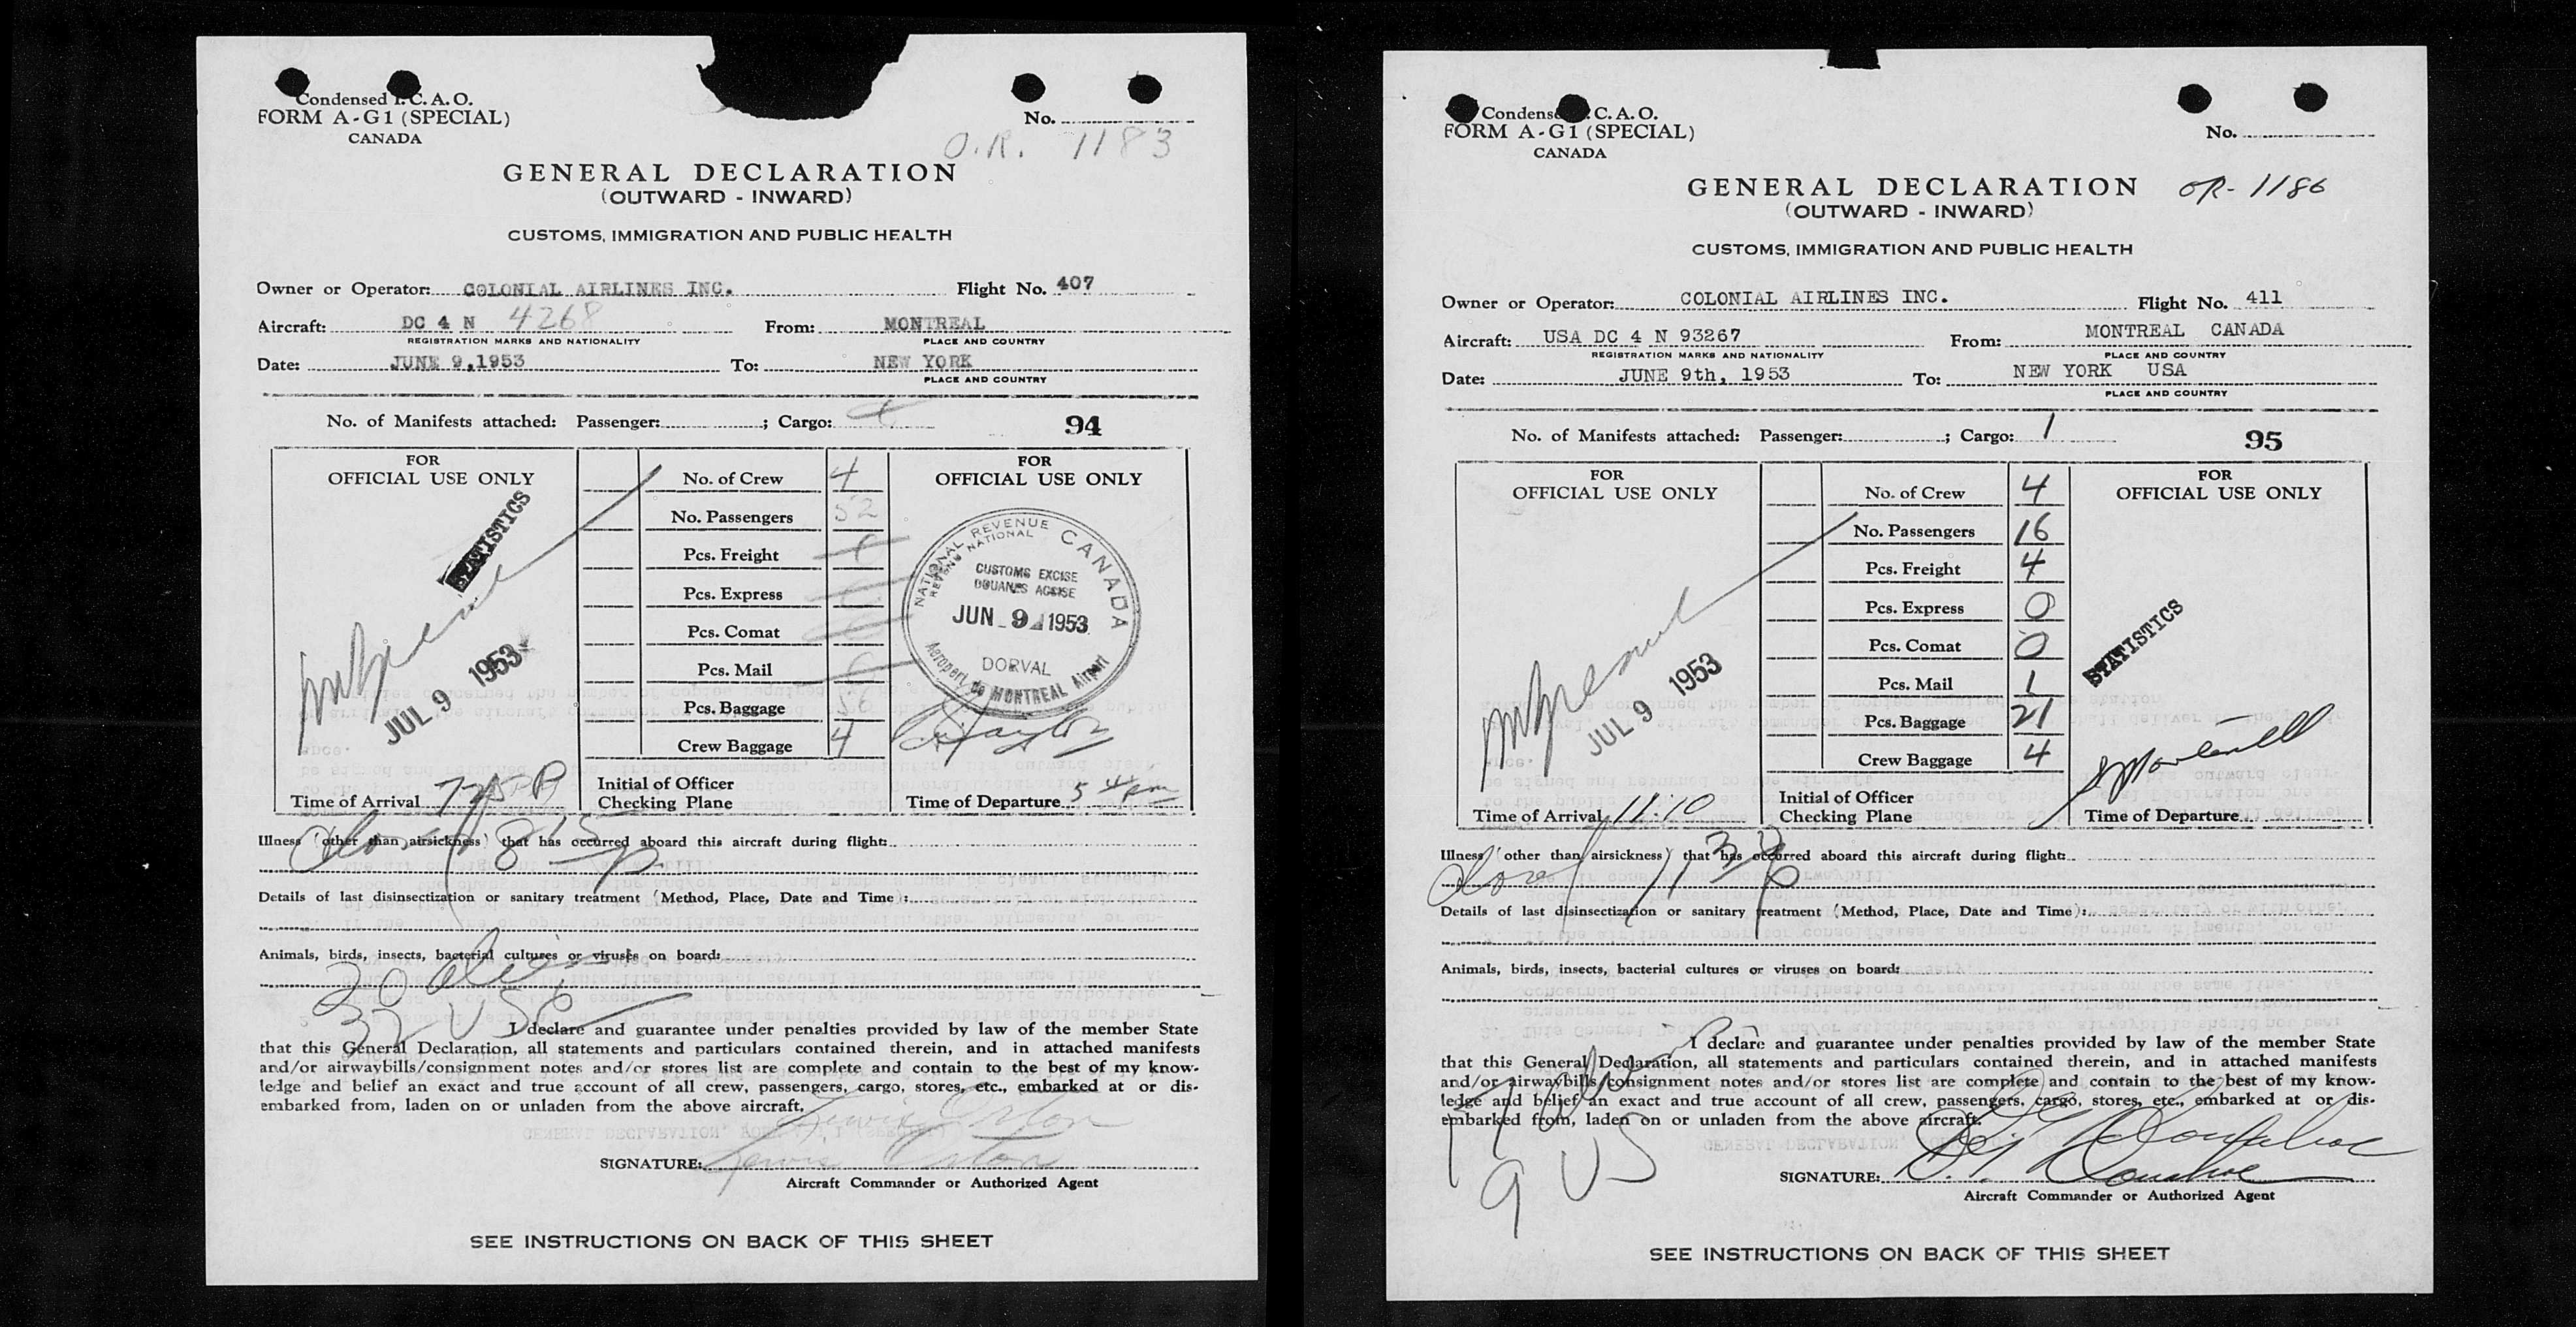 Condensed I.C.A.O.
FORM A-G1 (SPECIAL)
CANADA
No.
O.R. 1183
GENERAL DECLARATION
(OUTWARD - INWARD)
CUSTOMS, IMMIGRATION AND PUBLIC HEALTH
Owner or Operator: COLONIAL AIRLINES INC. Flight No. 407
Aircraft: DC 4 N 4268 From: MONTREAL
REGISTRATION MARKS AND NATIONALITY PLACE AND COUNTRY
Date: JUNE 9,1953 To: NEW YORK
PLACE AND COUNTRY
No. of Manifests attached: Passenger: ; Cargo:
94
FOR
OFFICIAL USE ONLY
STATISTICS
JUL 9 1953
Time of Arrival
No. of Crew 4
No. Passengers 52
Pcs. Freight
Pcs. Express
Pcs. Comat
Pcs. Mail
Pcs. Baggage 56
Crew Baggage 4
Initial of Officer
Checking Plane
FOR
OFFICIAL USE ONLY
NATIONAL REVENUE CANADA
REVENU NATIONAL
CUSTOMS EXCISE
DOUANES ACCISE
JUN 9 1953
DORVAL
Aeroport de MONTREAL Airport
Time of Departure 5
Illness (other than airsickness) that has occurred aboard this aircraft during flight:
Details of last disinsectization or sanitary treatment (Method, Place, Date and Time):
Animals, birds, insects, bacterial cultures or viruses on board:
20
32 USC
I declare and guarantee under penalties provided by law of the member State
that this General Declaration, all statements and particulars contained therein, and in attached manifests
and/or airwaybills/consignment notes and/or stores list are complete and contain to the best of my know-
ledge and belief an exact and true account of all crew, passengers, cargo, stores, etc., embarked at or dis-
embarked from, laden on or unladen from the above aircraft.
SIGNATURE:
Aircraft Commander or Authorized Agent
SEE INSTRUCTIONS ON BACK OF THIS SHEET
Condensed I.C.A.O.
FORM A-G1 (SPECIAL)
CANADA
No.
GENERAL DECLARATION OR- 1186
(OUTWARD - INWARD)
CUSTOMS, IMMIGRATION AND PUBLIC HEALTH
Owner or Operator: COLONIAL AIRLINES INC. Flight No. 411
Aircraft: USA DC 4 N 93267 From: MONTREAL CANADA
REGISTRATION MARKS AND NATIONALITY PLACE AND COUNTRY
Date: JUNE 9th, 1953 To: NEW YORK USA
PLACE AND COUNTRY
No. of Manifests attached: Passenger: ; Cargo: 1
95
FOR
OFFICIAL USE ONLY
JUL 9 1953
Time of Arrival 11:10
No. of Crew 4
No. Passengers 16
Pcs. Freight 4
Pcs. Express 0
Pcs. Comat 0
Pcs. Mail 1
Pcs. Baggage 21
Crew Baggage 4
Initial of Officer
Checking Plane
FOR
OFFICIAL USE ONLY
STATISTICS
Time of Departure
Illness (other than airsickness) that has occurred aboard this aircraft during flight:
Details of last disinsectization or sanitary treatment (Method, Place, Date and Time):
Animals, birds, insects, bacterial cultures or viruses on board:
I declare and guarantee under penalties provided by law of the member State
that this General Declaration, all statements and particulars contained therein, and in attached manifests
and/or airwaybills/consignment notes and/or stores list are complete and contain to the best of my know-
ledge and belief an exact and true account of all crew, passengers, cargo, stores, etc., embarked at or dis-
embarked from, laden on or unladen from the above aircraft.
9 US
SIGNATURE:
Aircraft Commander or Authorized Agent
SEE INSTRUCTIONS ON BACK OF THIS SHEET